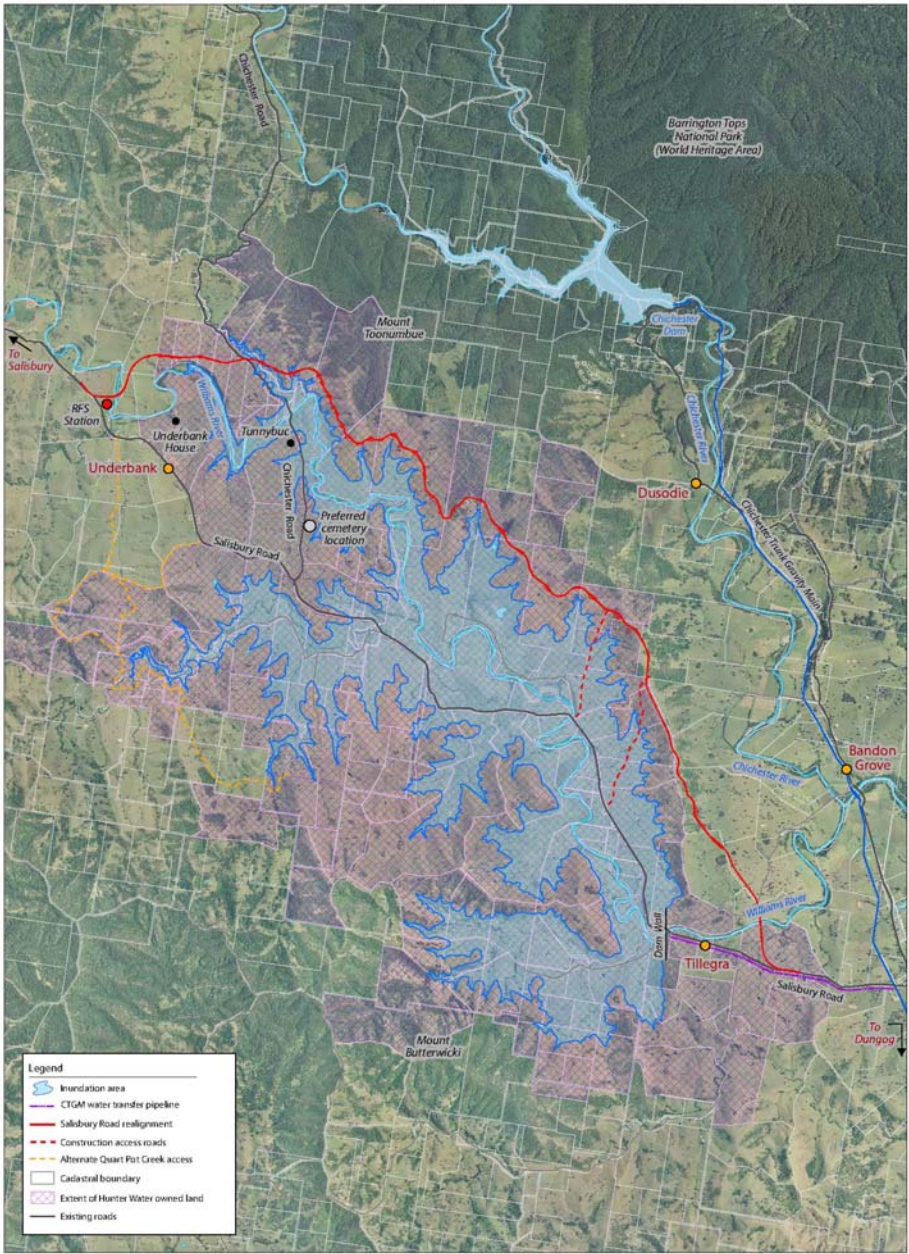 Chichester Road
Barrington Tops
National Park
(World Heritage Area)
Mount
Toonumbue
Chichester
Dam
To
Salisbury
RFS
Station
Williams River
Underbank
House
Tunnybuc
Chichester River
Underbank
Chichester Road
Dusodie
Preferred
cemetery
location
Chichester Trunk Gravity Main
Salisbury Road
Bandon
Grove
Chichester River
Williams River
Dam Wall
Tillegra
Salisbury Road
To
Dungog
Mount
Butterwicki
Legend
Inundation area
CTGM water transfer pipeline
Salisbury Road realignment
Construction access roads
Alternate Quart Pot Creek access
Cadastral boundary
Extent of Hunter Water owned land
Existing roads